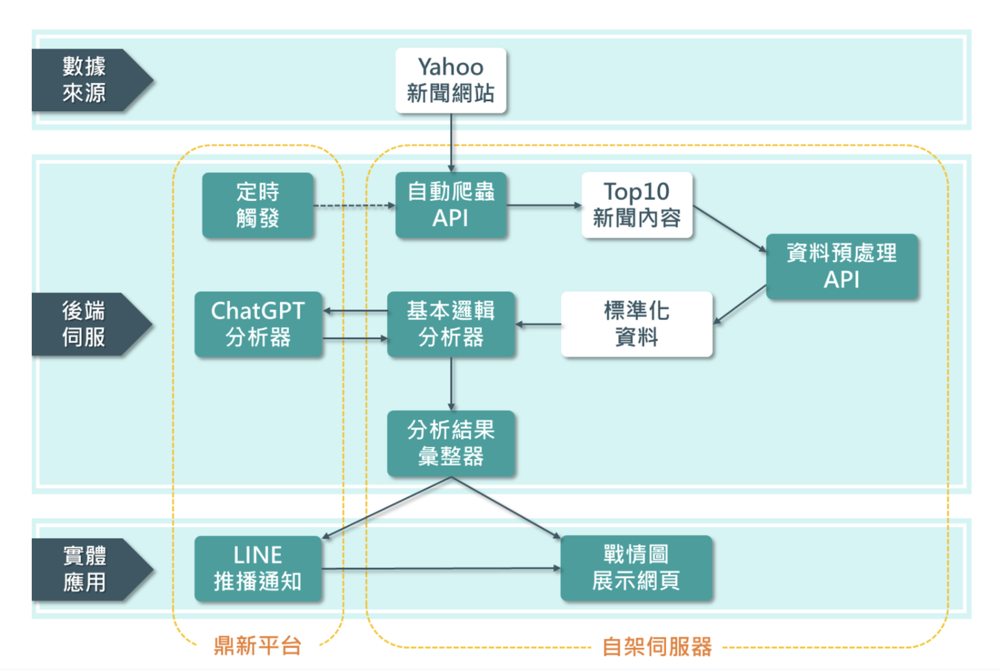 數據
來源
Yahoo
新聞網站
定時
觸發
自動爬蟲
API
Top10
新聞內容
資料預處理
API
後端
伺服
ChatGPT
分析器
基本邏輯
分析器
標準化
資料
分析結果
彙整器
實體
應用
LINE
推播通知
戰情圖
展示網頁
鼎新平台
自架伺服器